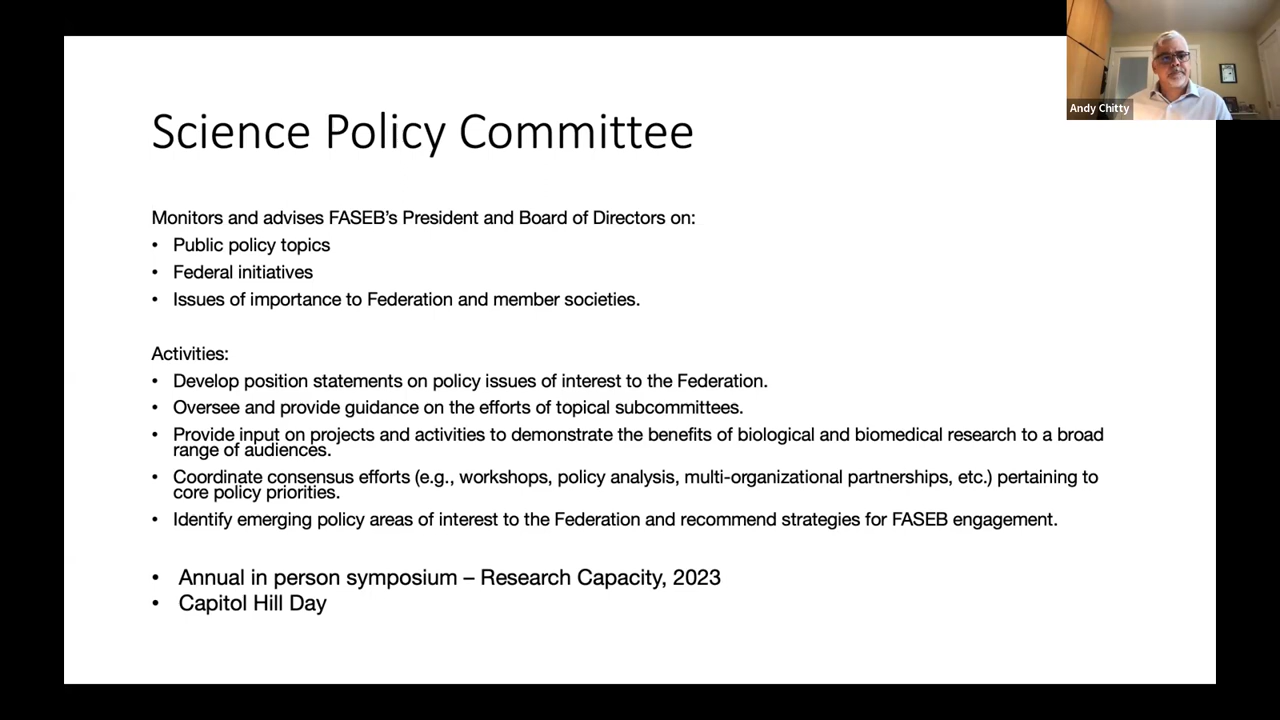 Andy Chitty
Science Policy Committee
Monitors and advises FASEB’s President and Board of Directors on:
• Public policy topics
• Federal initiatives
• Issues of importance to Federation and member societies.
Activities:
• Develop position statements on policy issues of interest to the Federation.
• Oversee and provide guidance on the efforts of topical subcommittees.
• Provide input on projects and activities to demonstrate the benefits of biological and biomedical research to a broad
range of audiences.
• Coordinate consensus efforts (e.g., workshops, policy analysis, multi-organizational partnerships, etc.) pertaining to
core policy priorities.
• Identify emerging policy areas of interest to the Federation and recommend strategies for FASEB engagement.
• Annual in person symposium – Research Capacity, 2023
• Capitol Hill Day